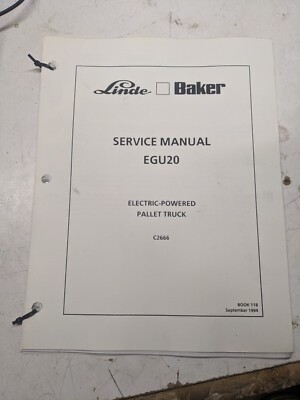 Linde Baker
SERVICE MANUAL
EGU20
ELECTRIC-POWERED
PALLET TRUCK
C2666
BOOK 118
September 1994